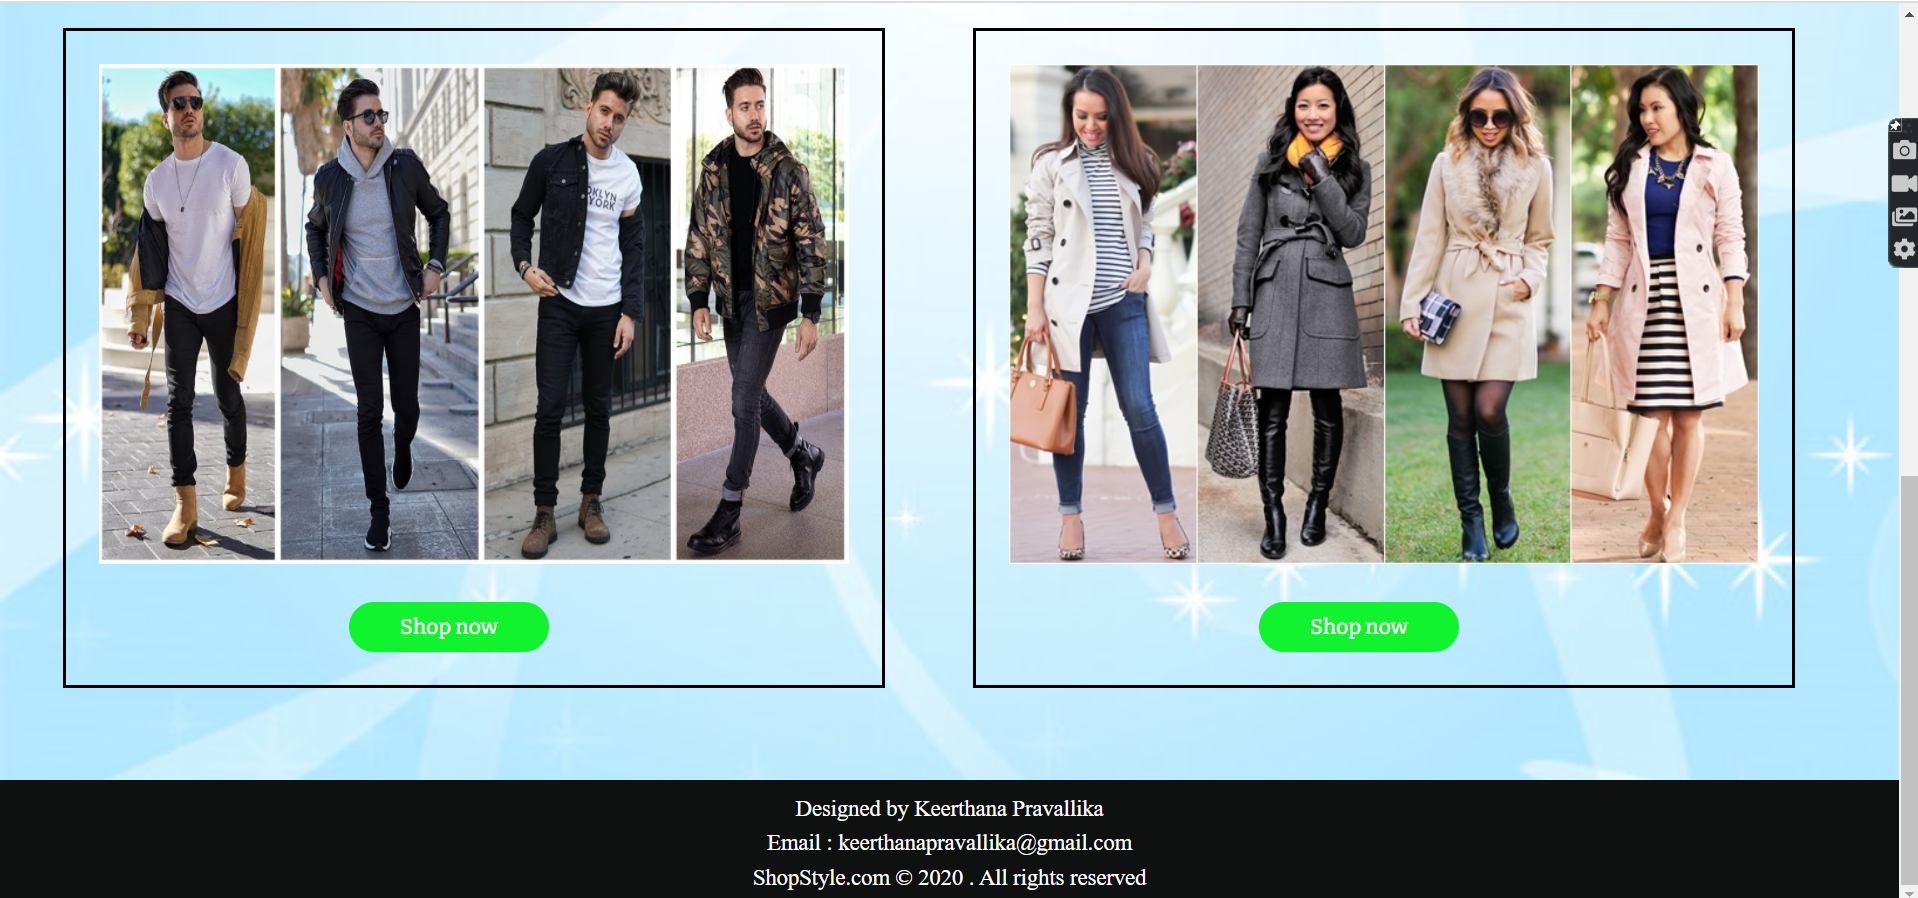 OKLYN
YORK
Shop now
Shop now
Designed by Keerthana Pravallika
Email : keerthanapravallika@gmail.com
ShopStyle.com © 2020 . All rights reserved